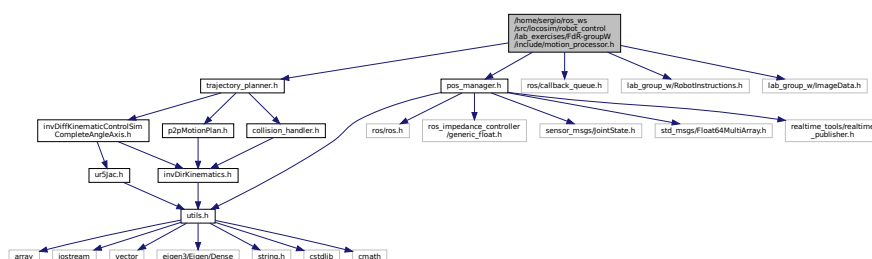 /home/sergio/ros_ws
/src/locosim/robot_control
/lab_exercises/FdR-groupW
/include/motion_processor.h
trajectory_planner.h
pos_manager.h
ros/callback_queue.h
lab_group_w/RobotInstructions.h
lab_group_w/ImageData.h
invDiffKinematicControlSim
CompleteAngleAxis.h
p2pMotionPlan.h
collision_handler.h
ros/ros.h
ros_impedance_controller
/generic_float.h
sensor_msgs/JointState.h
std_msgs/Float64MultiArray.h
realtime_tools/realtime
_publisher.h
ur5Jac.h
invDirKinematics.h
utils.h
array
iostream
vector
eigen3/Eigen/Dense
string.h
cstdlib
cmath